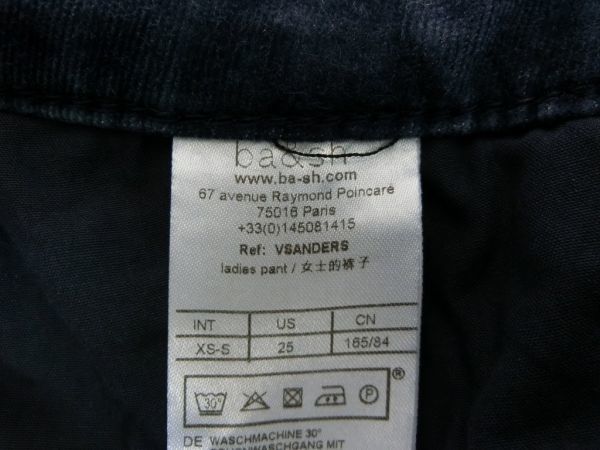 ba&sh
www.ba-sh.com
67 avenue Raymond Poincaré
75016 Paris
+33(0)145081415
Ref: VSANDERS
ladies pant / 女士的裤子
INT US CN
XS-S 25 165/84
30°
P
®
DE WASCHMACHINE 30°
MIT